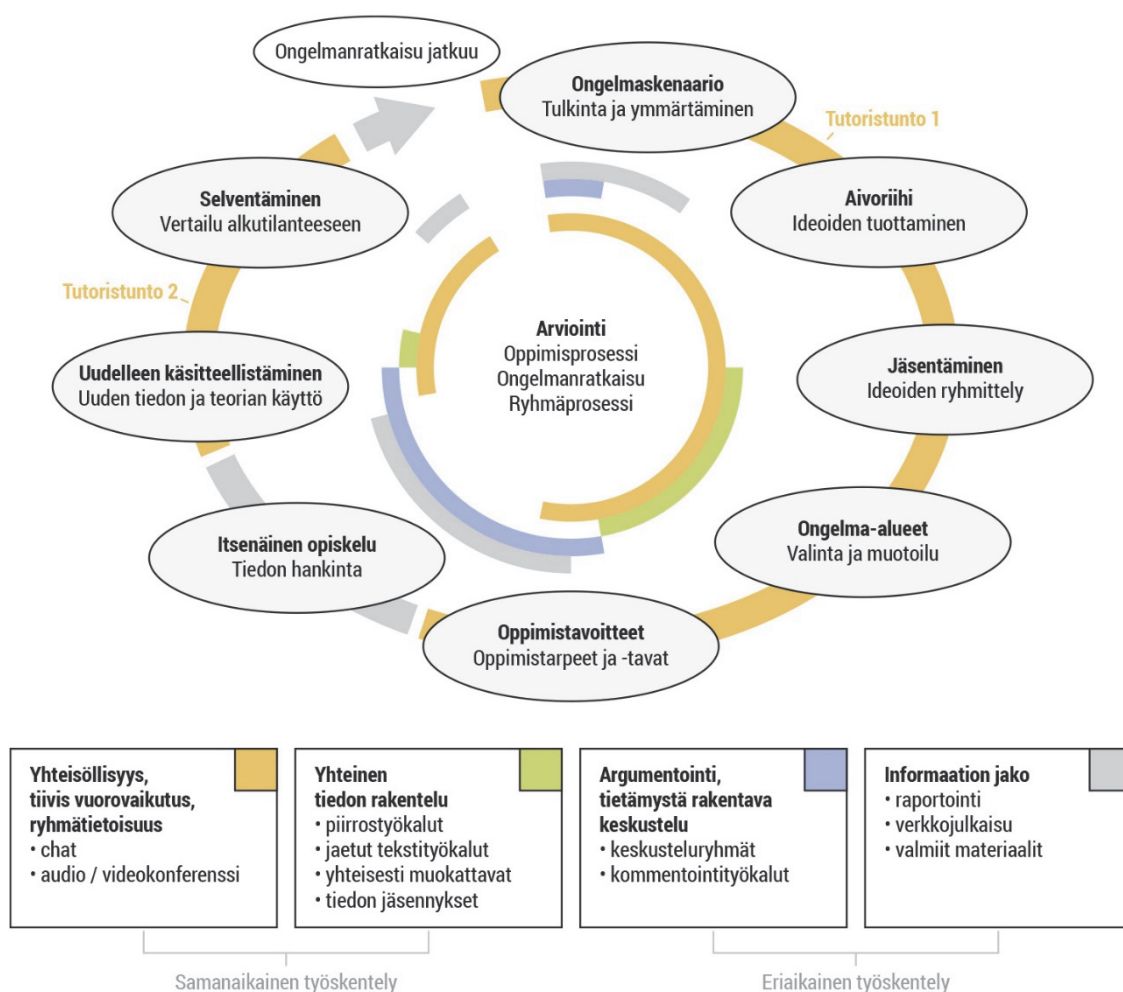 Ongelmanratkaisu jatkuu
Ongelmaskenaario
Tulkinta ja ymmärtäminen
Tutoristunto 1
Aivoriihi
Ideoiden tuottaminen
Jäsentäminen
Ideoiden ryhmittely
Ongelma-alueet
Valinta ja muotoilu
Oppimistavoitteet
Oppimistarpeet ja -tavat
Itsenäinen opiskelu
Tiedon hankinta
Uudelleen käsitteellistäminen
Uuden tiedon ja teorian käyttö
Tutoristunto 2
Selventäminen
Vertailu alkutilanteeseen
Arviointi
Oppimisprosessi
Ongelmanratkaisu
Ryhmäprosessi
Yhteisöllisyys,
tiivis vuorovaikutus,
ryhmätietoisuus
• chat
• audio / videokonferenssi
Yhteinen
tiedon rakentelu
• piirrostyökalut
• jaetut tekstityökalut
• yhteisesti muokattavat
• tiedon jäsennykset
Argumentointi,
tietämystä rakentava
keskustelu
• keskusteluryhmät
• kommentointityökalut
Informaation jako
• raportointi
• verkkojulkaisu
• valmiit materiaalit
Samanaikainen työskentely
Eriaikainen työskentely